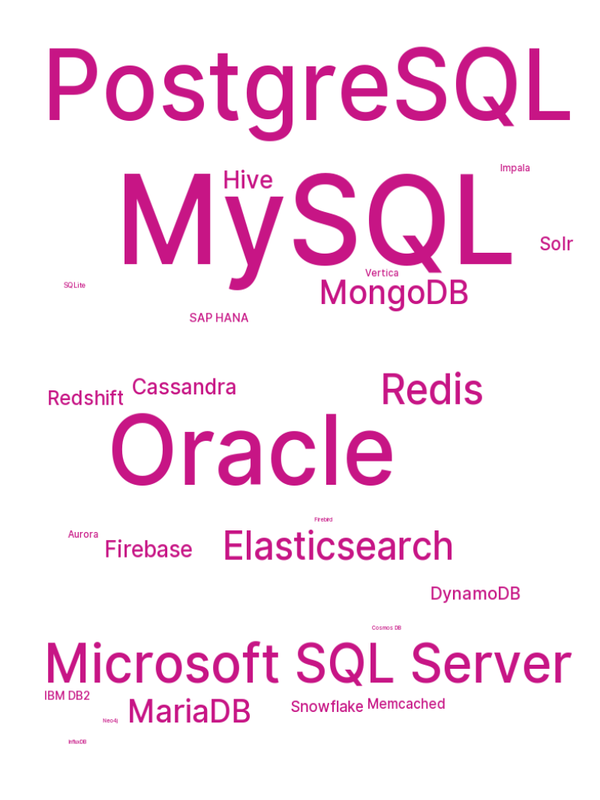 PostgreSQL
Impala
Hive
MySQL
Solr
Vertica
SQLite
MongoDB
SAP HANA
Cassandra
Redis
Redshift
Oracle
Firebird
Aurora
Firebase
Elasticsearch
DynamoDB
Cosmos DB
Microsoft SQL Server
IBM DB2
Snowflake
Memcached
MariaDB
Neo4j
InfluxDB